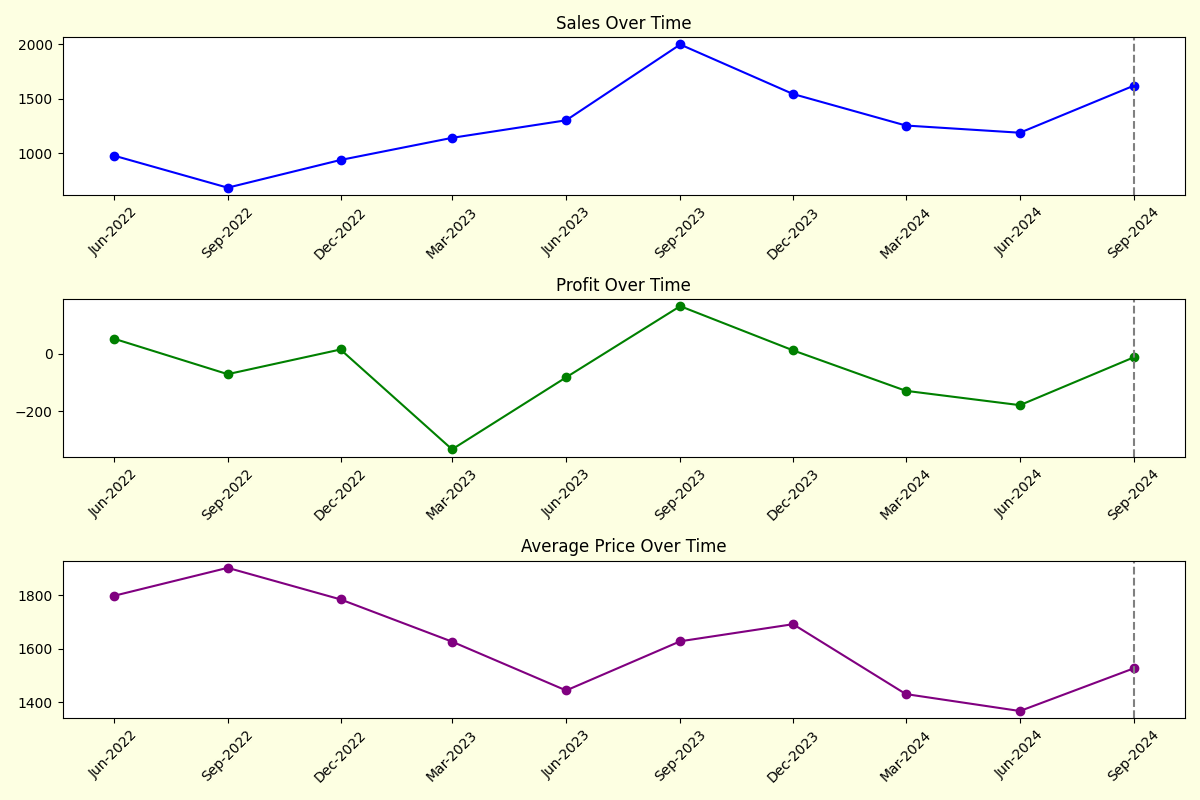 Sales Over Time
2000
1500
1000
Jun-2022 Sep-2022 Dec-2022 Mar-2023 Jun-2023 Sep-2023 Dec-2023 Mar-2024 Jun-2024 Sep-2024
Profit Over Time
0
−200
Jun-2022 Sep-2022 Dec-2022 Mar-2023 Jun-2023 Sep-2023 Dec-2023 Mar-2024 Jun-2024 Sep-2024
Average Price Over Time
1800
1600
1400
Jun-2022 Sep-2022 Dec-2022 Mar-2023 Jun-2023 Sep-2023 Dec-2023 Mar-2024 Jun-2024 Sep-2024